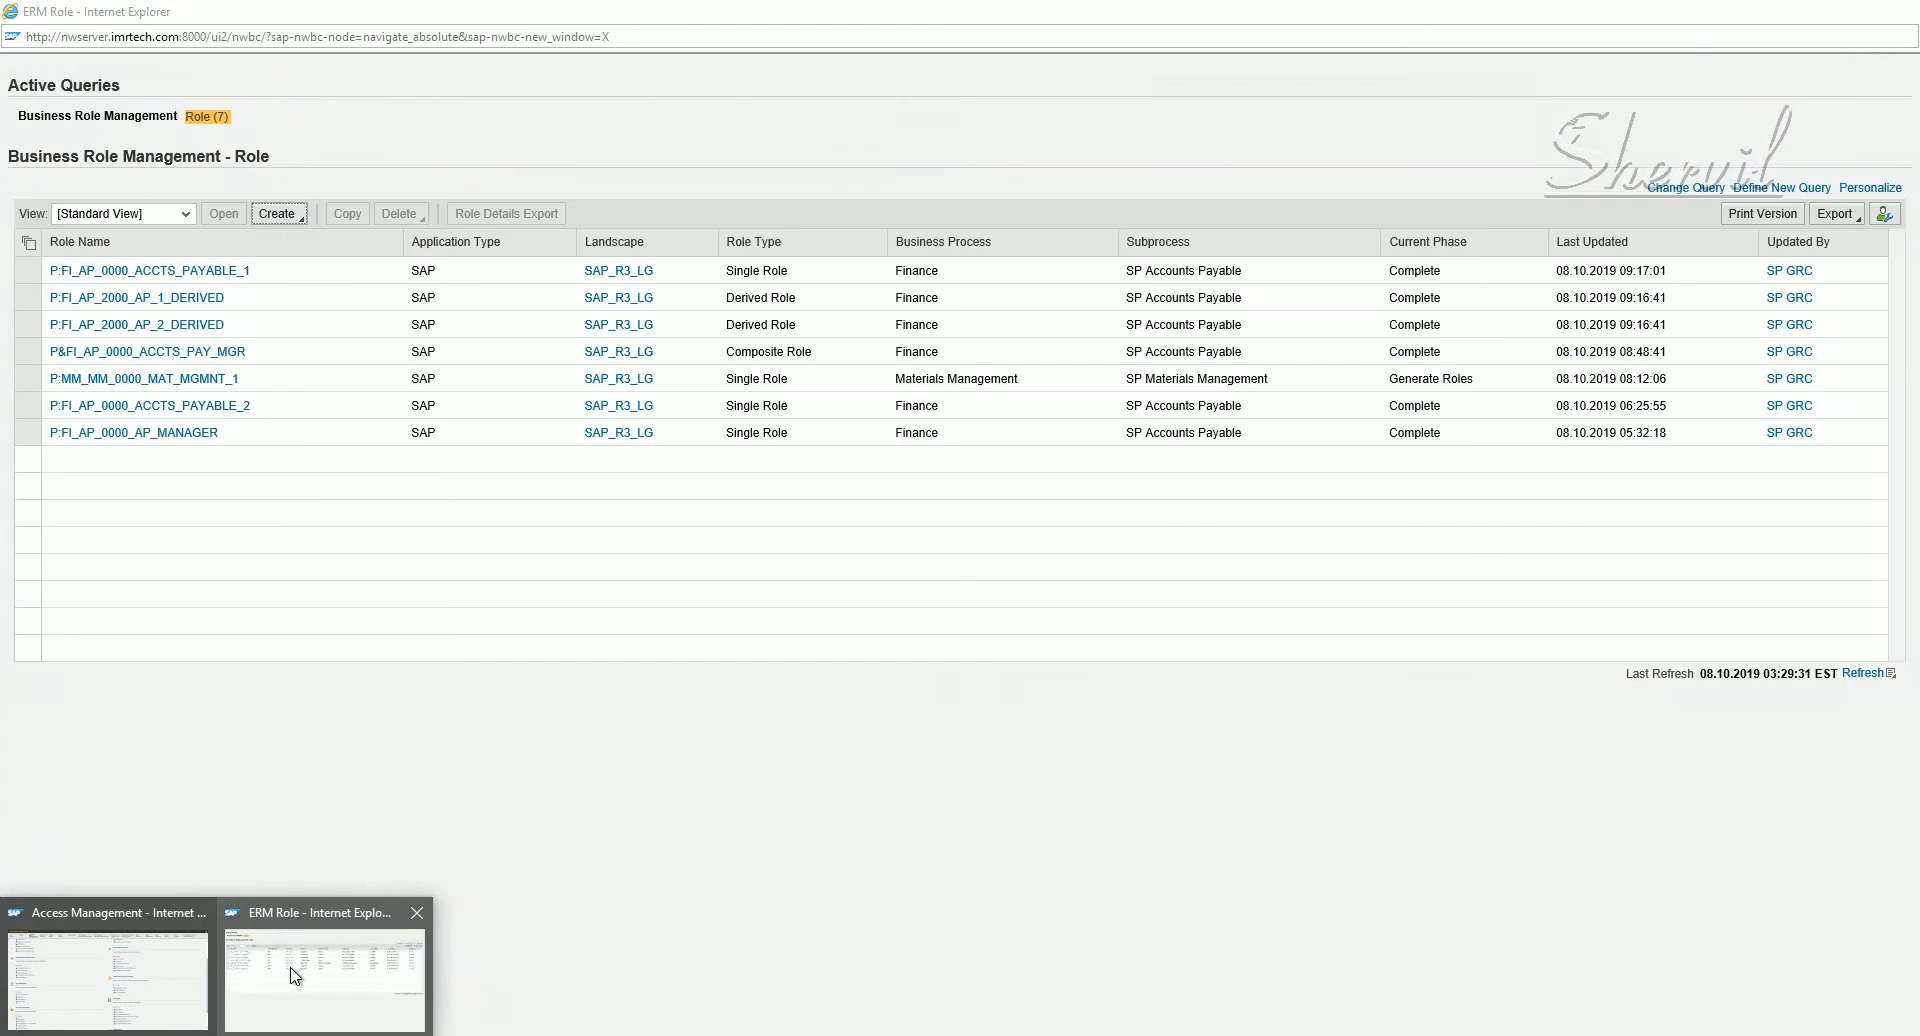 ERM Role - Internet Explorer
http://nwserver.imrtech.com:8000/ui2/nwbc/?sap-nwbc-node=navigate_absolute&sap-nwbc-new_window=X
Active Queries
Business Role Management Role (7)
Business Role Management - Role
Shervil
Change Query Define New Query Personalize
View: [Standard View] Open Create Copy Delete Role Details Export Print Version Export
Role Name Application Type Landscape Role Type Business Process Subprocess Current Phase Last Updated Updated By
P:FI_AP_0000_ACCTS_PAYABLE_1 SAP SAP_R3_LG Single Role Finance SP Accounts Payable Complete 08.10.2019 09:17:01 SP GRC
P:FI_AP_2000_AP_1_DERIVED SAP SAP_R3_LG Derived Role Finance SP Accounts Payable Complete 08.10.2019 09:16:41 SP GRC
P:FI_AP_2000_AP_2_DERIVED SAP SAP_R3_LG Derived Role Finance SP Accounts Payable Complete 08.10.2019 09:16:41 SP GRC
P&FI_AP_0000_ACCTS_PAY_MGR SAP SAP_R3_LG Composite Role Finance SP Accounts Payable Complete 08.10.2019 08:48:41 SP GRC
P:MM_MM_0000_MAT_MGMNT_1 SAP SAP_R3_LG Single Role Materials Management SP Materials Management Generate Roles 08.10.2019 08:12:06 SP GRC
P:FI_AP_0000_ACCTS_PAYABLE_2 SAP SAP_R3_LG Single Role Finance SP Accounts Payable Complete 08.10.2019 06:25:55 SP GRC
P:FI_AP_0000_AP_MANAGER SAP SAP_R3_LG Single Role Finance SP Accounts Payable Complete 08.10.2019 05:32:18 SP GRC
Last Refresh 08.10.2019 03:29:31 EST Refresh
SAP Access Management - Internet ... SAP ERM Role - Internet Explo...